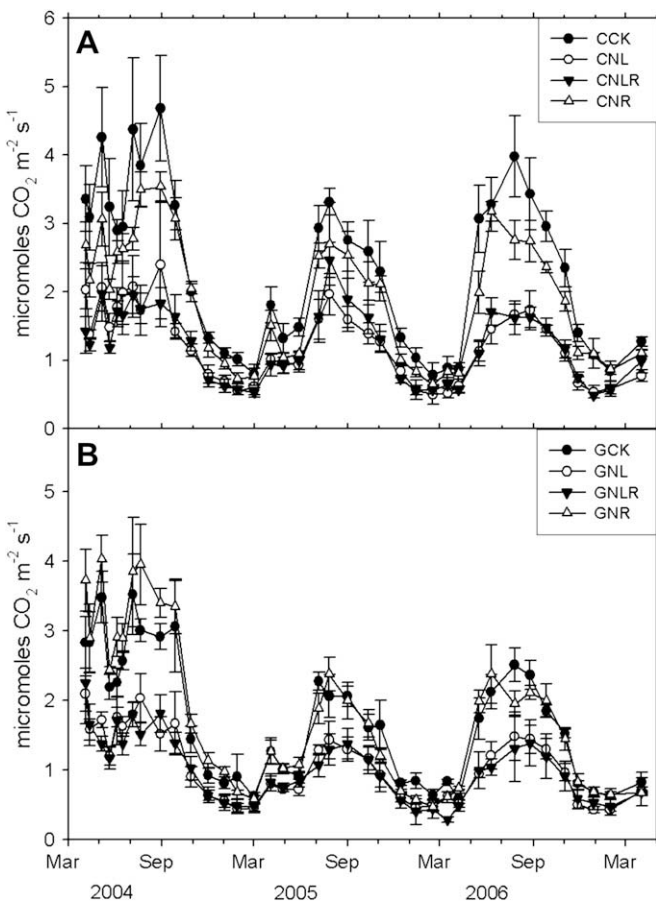 A
6
5
4
3
2
1
0
micromoles CO2 m-2 s-1
CCK
CNL
CNLR
CNR
B
5
4
3
2
1
0
micromoles CO2 m-2 s-1
GCK
GNL
GNLR
GNR
Mar Sep Mar Sep Mar Sep Mar
2004 2005 2006